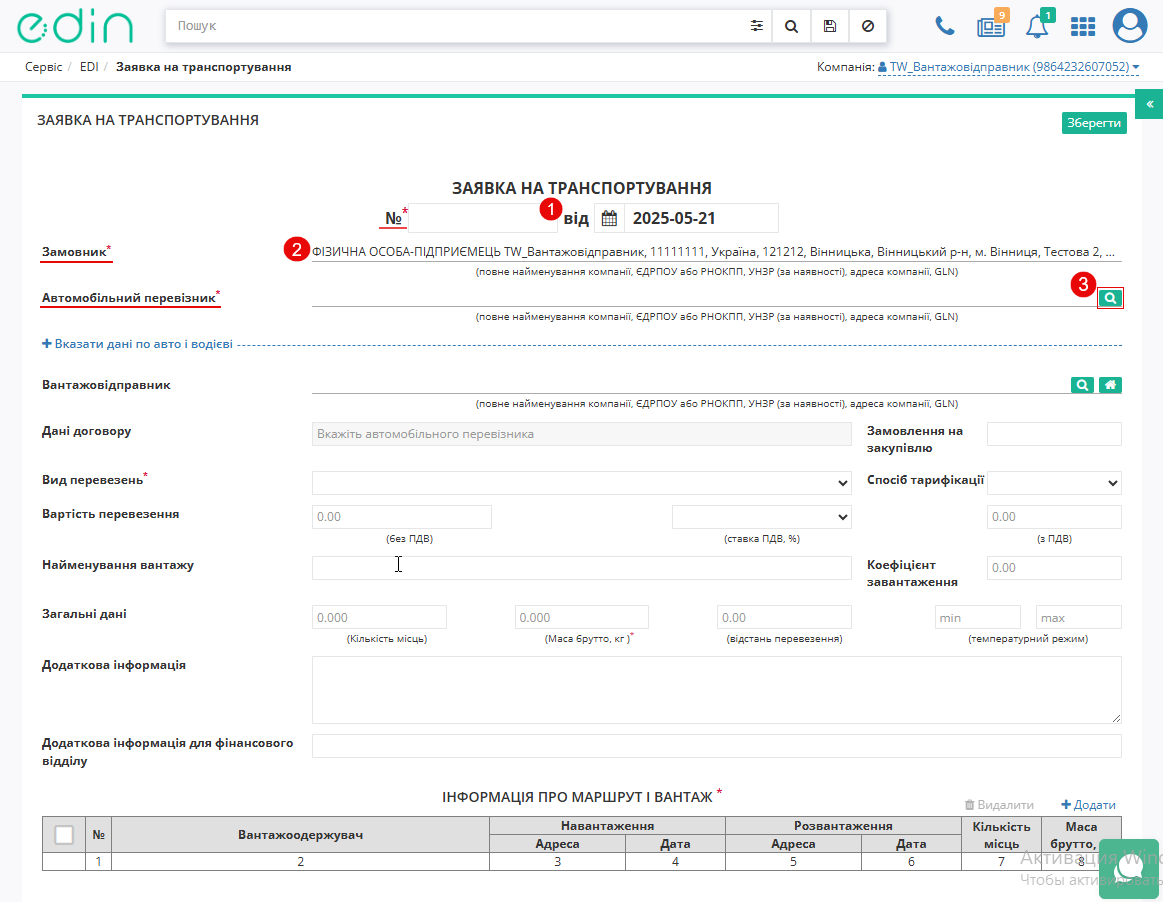 edin
Пошук
9
1
Сервіс / EDI / Заявка на транспортування
Компанія: TW_Вантажовідправник (9864232607052)
«
ЗАЯВКА НА ТРАНСПОРТУВАННЯ
Зберегти
ЗАЯВКА НА ТРАНСПОРТУВАННЯ
№* 1 від 2025-05-21
Замовник* 2 ФІЗИЧНА ОСОБА-ПІДПРИЄМЕЦЬ TW_Вантажовідправник, 11111111, Україна, 121212, Вінницька, Вінницький р-н, м. Вінниця, Тестова 2, ...
(повне найменування компанії, ЄДРПОУ або РНОКПП, УНЗР (за наявності), адреса компанії, GLN)
Автомобільний перевізник* 3
(повне найменування компанії, ЄДРПОУ або РНОКПП, УНЗР (за наявності), адреса компанії, GLN)
+ Вказати дані по авто і водієві
Вантажовідправник
(повне найменування компанії, ЄДРПОУ або РНОКПП, УНЗР (за наявності), адреса компанії, GLN)
Дані договору Вкажіть автомобільного перевізника Замовлення на
закупівлю
Вид перевезень* Спосіб тарифікації
Вартість перевезення 0.00 0.00
(без ПДВ) (ставка ПДВ, %) (з ПДВ)
Найменування вантажу Коефіцієнт 0.00
завантаження
Загальні дані 0.000 0.000 0.00 min max
(Кількість місць) (Маса брутто, кг )* (відстань перевезення) (температурний режим)
Додаткова інформація
Додаткова інформація для фінансового
відділу
ІНФОРМАЦІЯ ПРО МАРШРУТ І ВАНТАЖ *
Видалити + Додати
№ Вантажоодержувач Навантаження Розвантаження Кількість Маса
Адреса Дата Адреса Дата місць брутто,
1 2 3 4 5 6 7 8
Активация Wind
Чтобы активировать